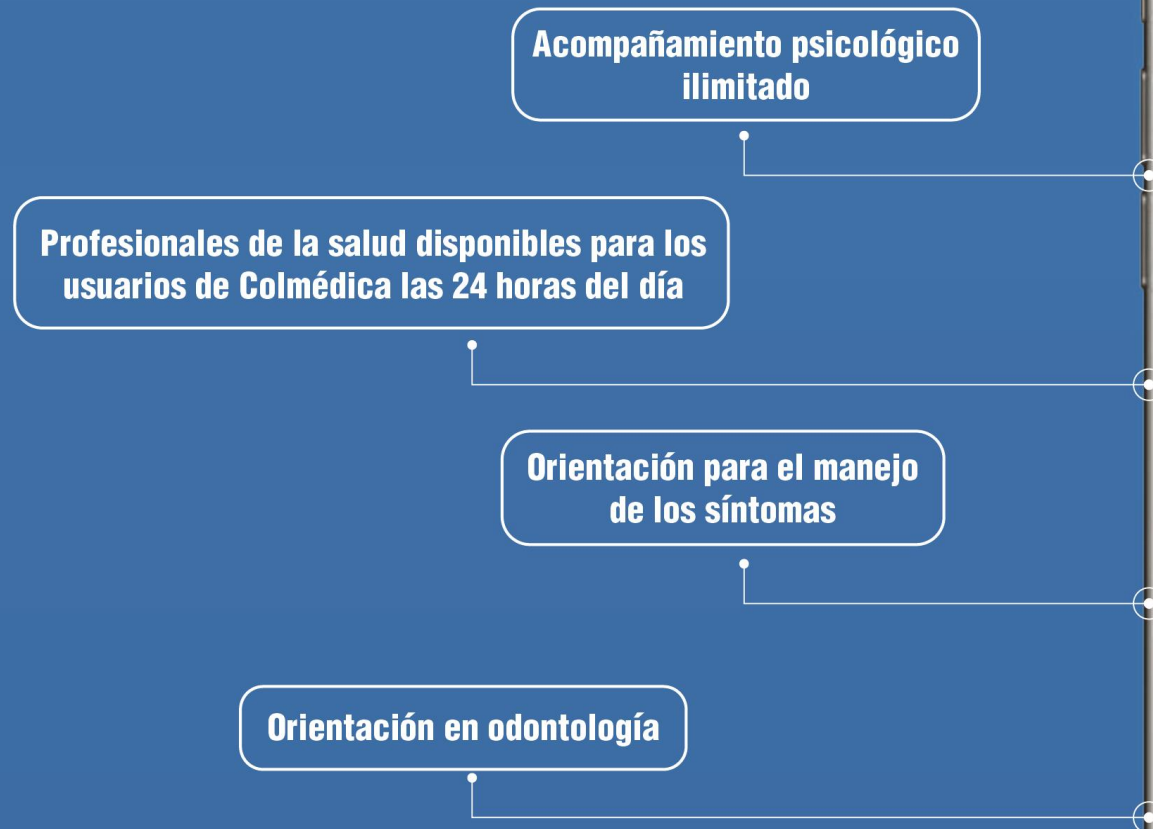 Acompañamiento psicológico
ilimitado
Profesionales de la salud disponibles para los
usuarios de Colmédica las 24 horas del día
Orientación para el manejo
de los síntomas
Orientación en odontología